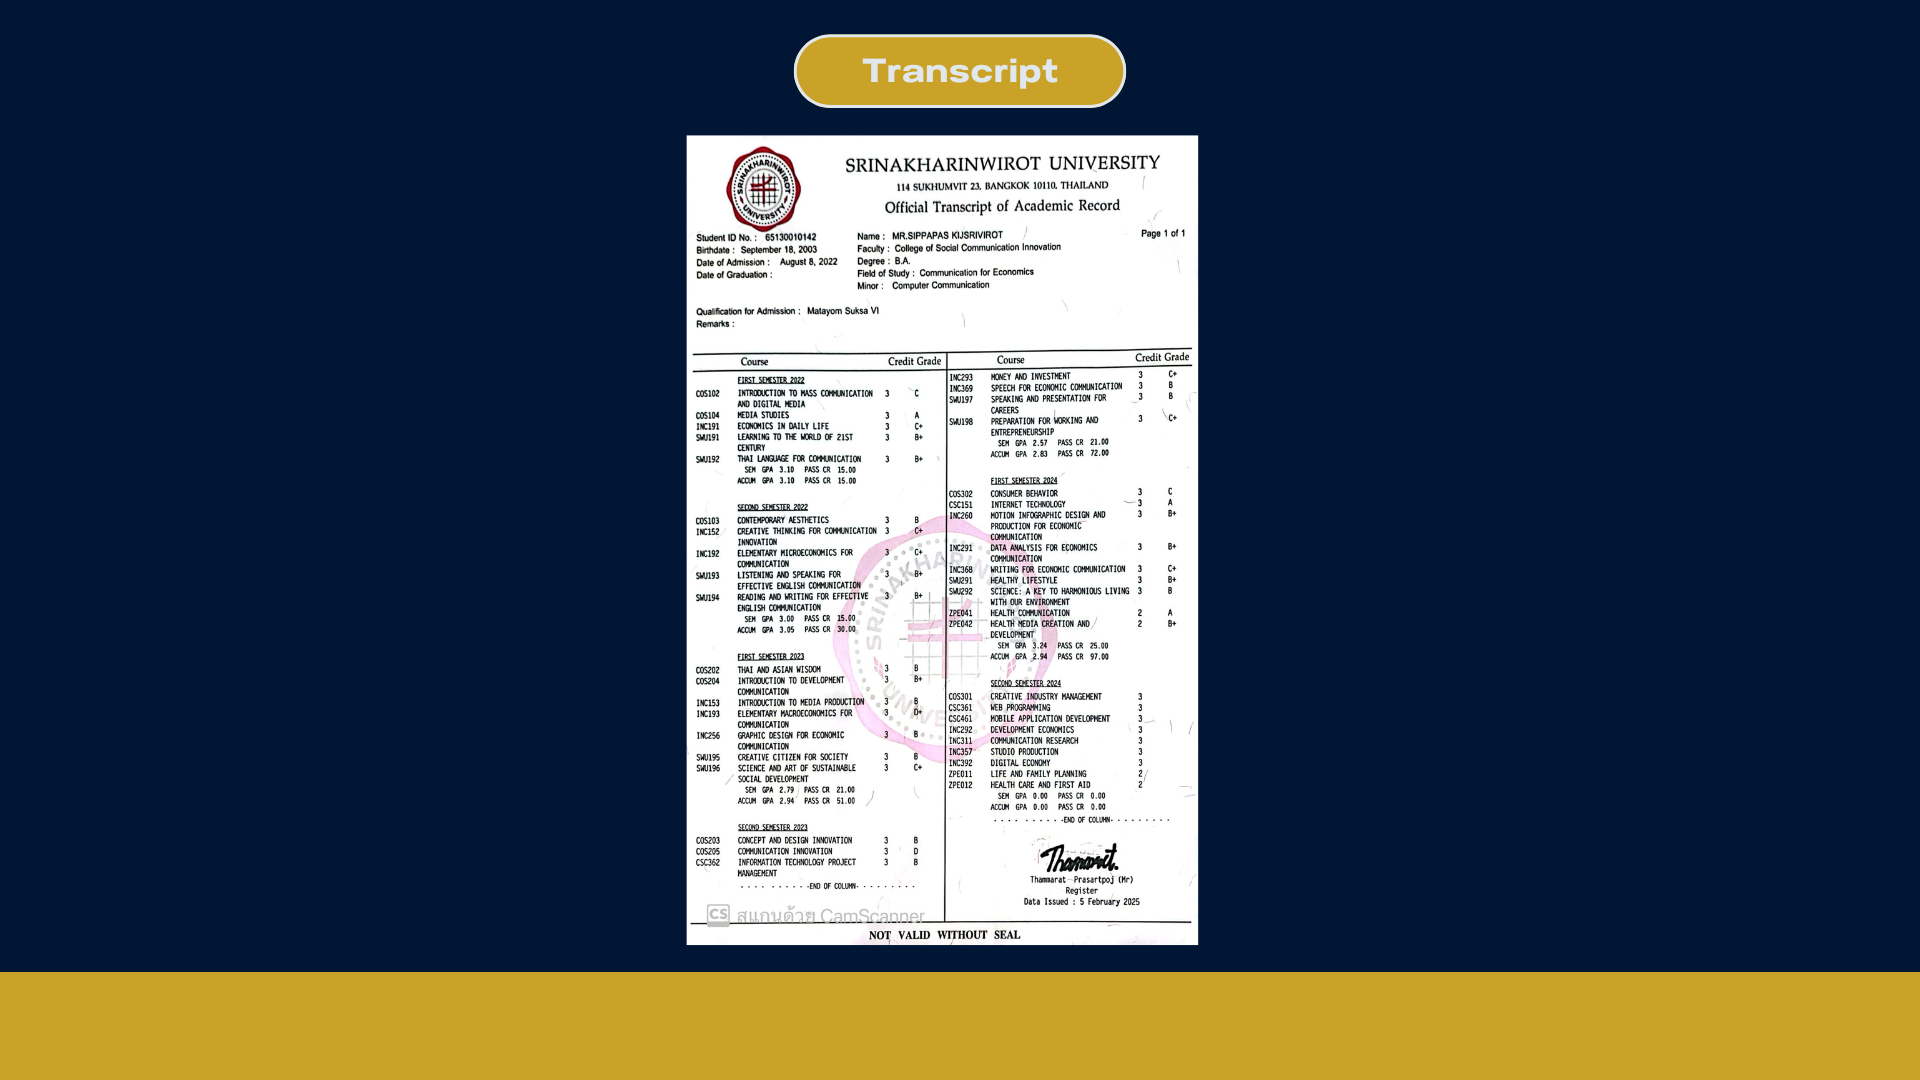 Transcript
SRINAKHARINWIROT UNIVERSITY
114 SUKHUMVIT 23, BANGKOK 10110, THAILAND
Official Transcript of Academic Record
SRINAKHARINWIROT
UNIVERSITY
Student ID No. : 65130010142
Birthdate : September 18, 2003
Date of Admission : August 8, 2022
Date of Graduation :
Name : MR.SIPPAPAS KIJSRIVIROT
Page 1 of 1
Faculty : College of Social Communication Innovation
Degree : B.A.
Field of Study : Communication for Economics
Minor : Computer Communication
Qualification for Admission : Matayom Suksa VI
Remarks :
Course Credit Grade
FIRST SEMESTER 2022
COS102 INTRODUCTION TO MASS COMMUNICATION 3 C
AND DIGITAL MEDIA
COS104 MEDIA STUDIES 3 A
INC191 ECONOMICS IN DAILY LIFE 3 C+
SWU191 LEARNING TO THE WORLD OF 21ST 3 B+
CENTURY
SWU192 THAI LANGUAGE FOR COMMUNICATION 3 B+
SEM GPA 3.10 PASS CR 15.00
ACCUM GPA 3.10 PASS CR 15.00
SECOND SEMESTER 2022
COS103 CONTEMPORARY AESTHETICS 3 B
INC152 CREATIVE THINKING FOR COMMUNICATION 3 C+
INNOVATION
INC192 ELEMENTARY MICROECONOMICS FOR 3 C+
COMMUNICATION
SWU193 LISTENING AND SPEAKING FOR 3 B+
EFFECTIVE ENGLISH COMMUNICATION
SWU194 READING AND WRITING FOR EFFECTIVE 3 B+
ENGLISH COMMUNICATION
SEM GPA 3.00 PASS CR 15.00
ACCUM GPA 3.05 PASS CR 30.00
FIRST SEMESTER 2023
COS202 THAI AND ASIAN WISDOM 3 B
COS204 INTRODUCTION TO DEVELOPMENT 3 B+
COMMUNICATION
INC153 INTRODUCTION TO MEDIA PRODUCTION 3 B
INC193 ELEMENTARY MACROECONOMICS FOR 3 D+
COMMUNICATION
INC256 GRAPHIC DESIGN FOR ECONOMIC 3 B
COMMUNICATION
SWU195 CREATIVE CITIZEN FOR SOCIETY 3 B
SWU196 SCIENCE AND ART OF SUSTAINABLE 3 C+
SOCIAL DEVELOPMENT
SEM GPA 2.79 PASS CR 21.00
ACCUM GPA 2.94 PASS CR 51.00
SECOND SEMESTER 2023
COS203 CONCEPT AND DESIGN INNOVATION 3 B
COS205 COMMUNICATION INNOVATION 3 D
CSC362 INFORMATION TECHNOLOGY PROJECT 3 B
MANAGEMENT
- - - - - - - - - -END OF COLUMN- - - - - - - - -
Course Credit Grade
INC293 MONEY AND INVESTMENT 3 C+
INC369 SPEECH FOR ECONOMIC COMMUNICATION 3 B
SWU197 SPEAKING AND PRESENTATION FOR 3 B
CAREERS
SWU198 PREPARATION FOR WORKING AND 3 C+
ENTREPRENEURSHIP
SEM GPA 2.57 PASS CR 21.00
ACCUM GPA 2.83 PASS CR 72.00
FIRST SEMESTER 2024
COS302 CONSUMER BEHAVIOR 3 C
CSC151 INTERNET TECHNOLOGY 3 A
INC260 MOTION INFOGRAPHIC DESIGN AND 3 B+
PRODUCTION FOR ECONOMIC
COMMUNICATION
INC291 DATA ANALYSIS FOR ECONOMICS 3 B+
COMMUNICATION
INC368 WRITING FOR ECONOMIC COMMUNICATION 3 C+
SWU291 HEALTHY LIFESTYLE 3 B+
SWU292 SCIENCE: A KEY TO HARMONIOUS LIVING 3 B
WITH OUR ENVIRONMENT
ZPE041 HEALTH COMMUNICATION 2 A
ZPE042 HEALTH MEDIA CREATION AND 2 B+
DEVELOPMENT
SEM GPA 3.24 PASS CR 25.00
ACCUM GPA 2.94 PASS CR 97.00
SECOND SEMESTER 2024
COS301 CREATIVE INDUSTRY MANAGEMENT 3
CSC361 WEB PROGRAMMING 3
CSC461 MOBILE APPLICATION DEVELOPMENT 3
INC292 DEVELOPMENT ECONOMICS 3
INC311 COMMUNICATION RESEARCH 3
INC357 STUDIO PRODUCTION 3
INC392 DIGITAL ECONOMY 3
ZPE011 LIFE AND FAMILY PLANNING 2
ZPE012 HEALTH CARE AND FIRST AID 2
SEM GPA 0.00 PASS CR 0.00
ACCUM GPA 0.00 PASS CR 0.00
- - - - - - - - - -END OF COLUMN- - - - - - - - -
SRINAKHARIN
UNIVERSITY
Thammarat
Thammarat Prasartpoj (Mr)
Register
Data Issued : 5 February 2025
CS สแกนด้วย CamScanner
NOT VALID WITHOUT SEAL